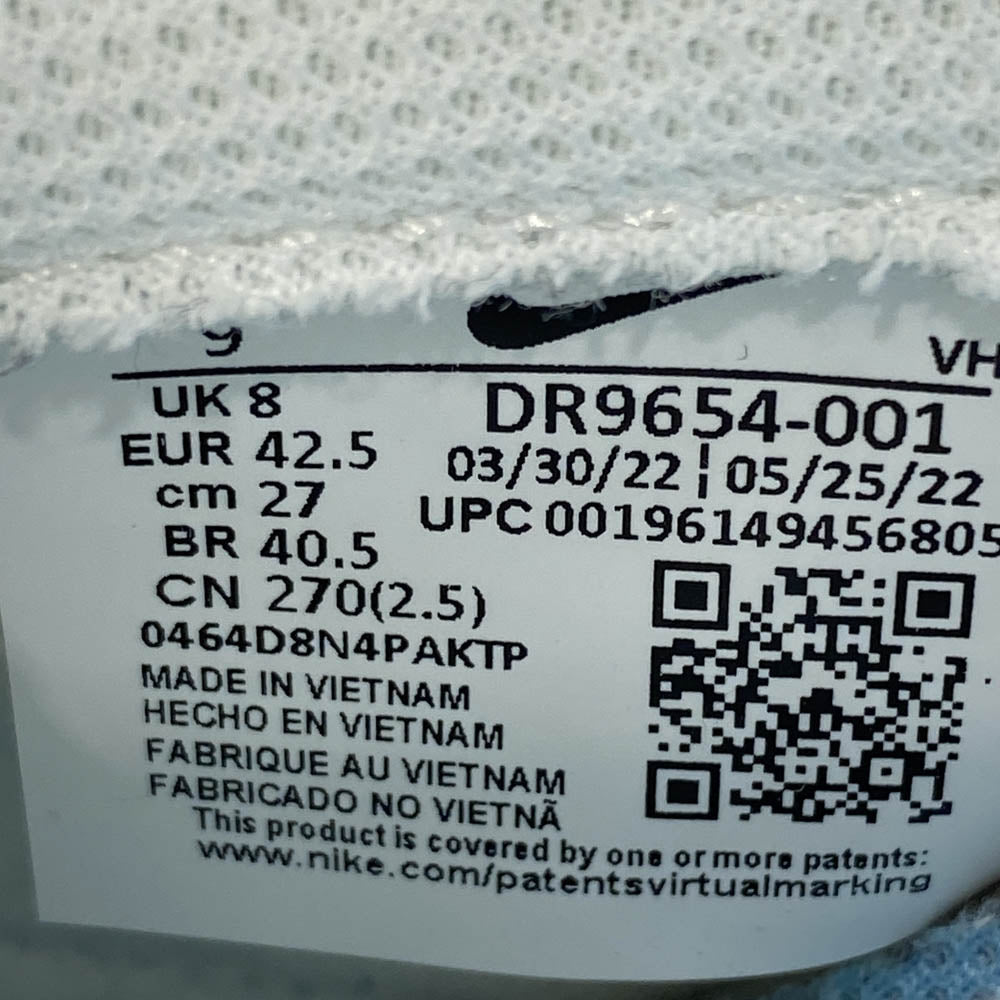 9
VH
UK 8
DR9654-001
EUR 42.5
03/30/22 | 05/25/22
cm 27
UPC 00196149456805
BR 40.5
CN 270(2.5)
0464D8N4PAKTP
MADE IN VIETNAM
HECHO EN VIETNAM
FABRIQUE AU VIETNAM
FABRICADO NO VIETNÃ
This product is covered by one or more patents:
www.nike.com/patentsvirtualmarking